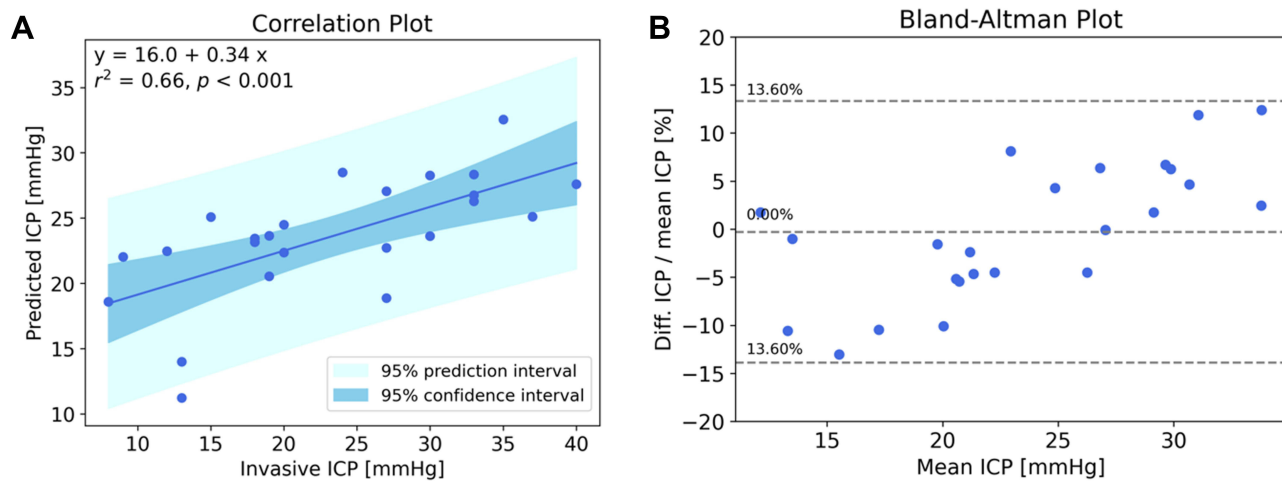 A
Correlation Plot
y = 16.0 + 0.34 x
r² = 0.66, p < 0.001
35
30
25
20
15
10
Predicted ICP [mmHg]
95% prediction interval
95% confidence interval
10 15 20 25 30 35 40
Invasive ICP [mmHg]
B
Bland-Altman Plot
20
15
10
5
0
−5
−10
−15
−20
Diff. ICP / mean ICP [%]
13.60%
0.00%
13.60%
15 20 25 30
Mean ICP [mmHg]